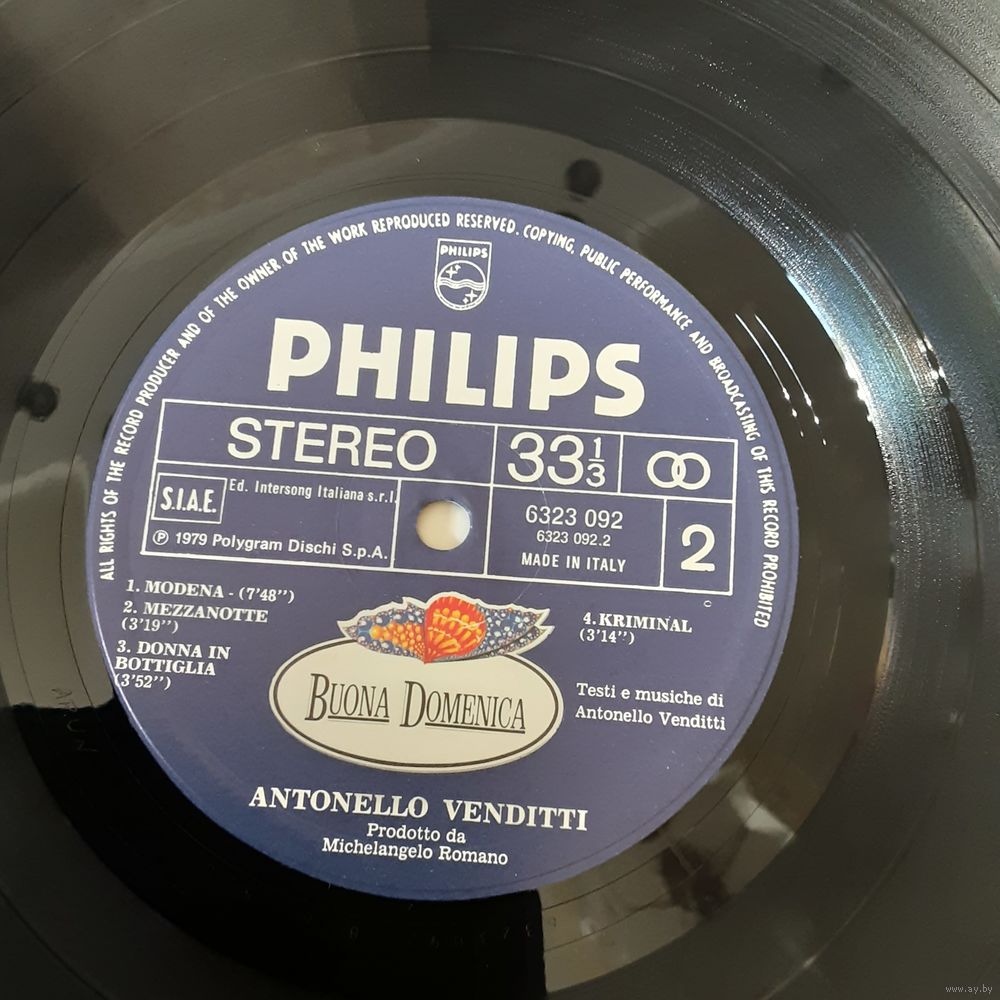 ALL RIGHTS OF THE RECORD PRODUCER AND OF THE OWNER OF THE WORK REPRODUCED RESERVED. COPYING, PUBLIC PERFORMANCE AND BROADCASTING OF THIS RECORD PROHIBITED
PHILIPS
PHILIPS
STEREO
33 1/3
S.I.A.E.
Ed. Intersong Italiana s.r.l.
Ⓟ 1979 Polygram Dischi S.p.A.
6323 092
6323 092.2
MADE IN ITALY
2
1. MODENA - (7'48'')
2. MEZZANOTTE
(3'19'')
3. DONNA IN
BOTTIGLIA
(3'52'')
4. KRIMINAL
(3'14'')
BUONA DOMENICA
Testi e musiche di
Antonello Venditti
ANTONELLO VENDITTI
Prodotto da
Michelangelo Romano
www.ay.by